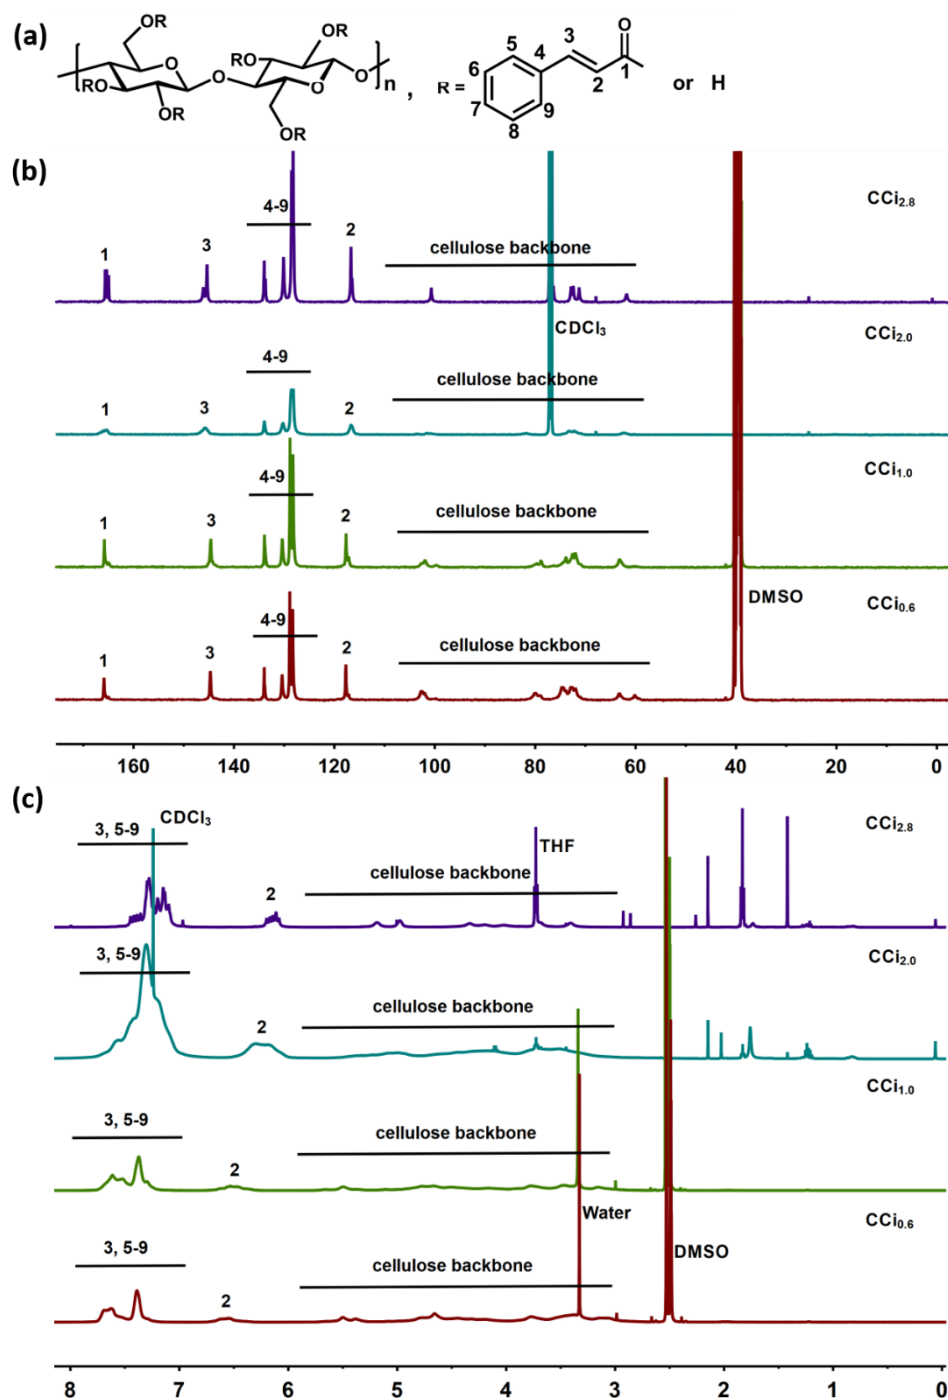 (a)
OR OR OR
RO RO
RO OR OR
n , R = 1 2 3 4 5 6 7 8 9 O or H
(b)
CCi2.8
4-9
1 3 2
cellulose backbone
CDCl3
CCi2.0
4-9
cellulose backbone
1 3 2
CCi1.0
4-9
cellulose backbone
1 3 2
DMSO
CCi0.6
4-9
cellulose backbone
1 3 2
160 140 120 100 80 60 40 20 0
(c)
CDCl3
CCi2.8
3, 5-9
THF
cellulose backbone
2
CCi2.0
3, 5-9
cellulose backbone
2
CCi1.0
3, 5-9
cellulose backbone
2
Water
CCi0.6
3, 5-9
DMSO
cellulose backbone
2
8 7 6 5 4 3 2 1 0